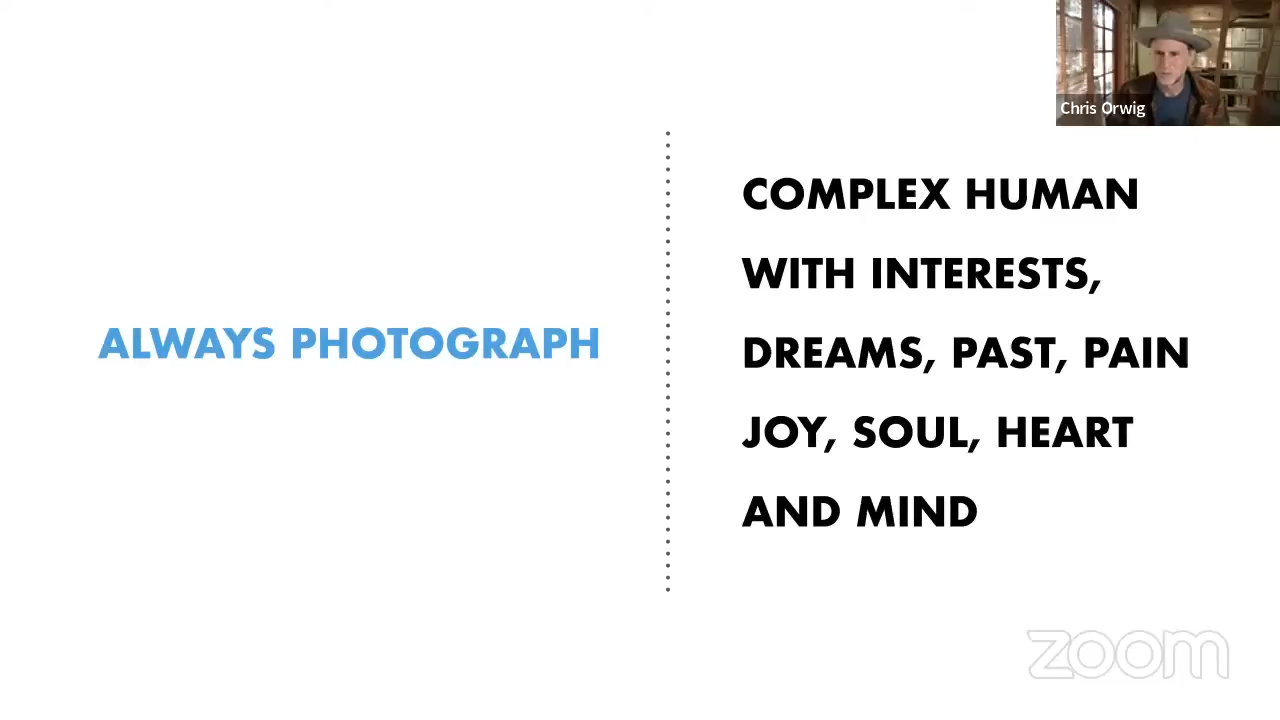 Chris Orwig
ALWAYS PHOTOGRAPH
COMPLEX HUMAN
WITH INTERESTS,
DREAMS, PAST, PAIN
JOY, SOUL, HEART
AND MIND
zoom